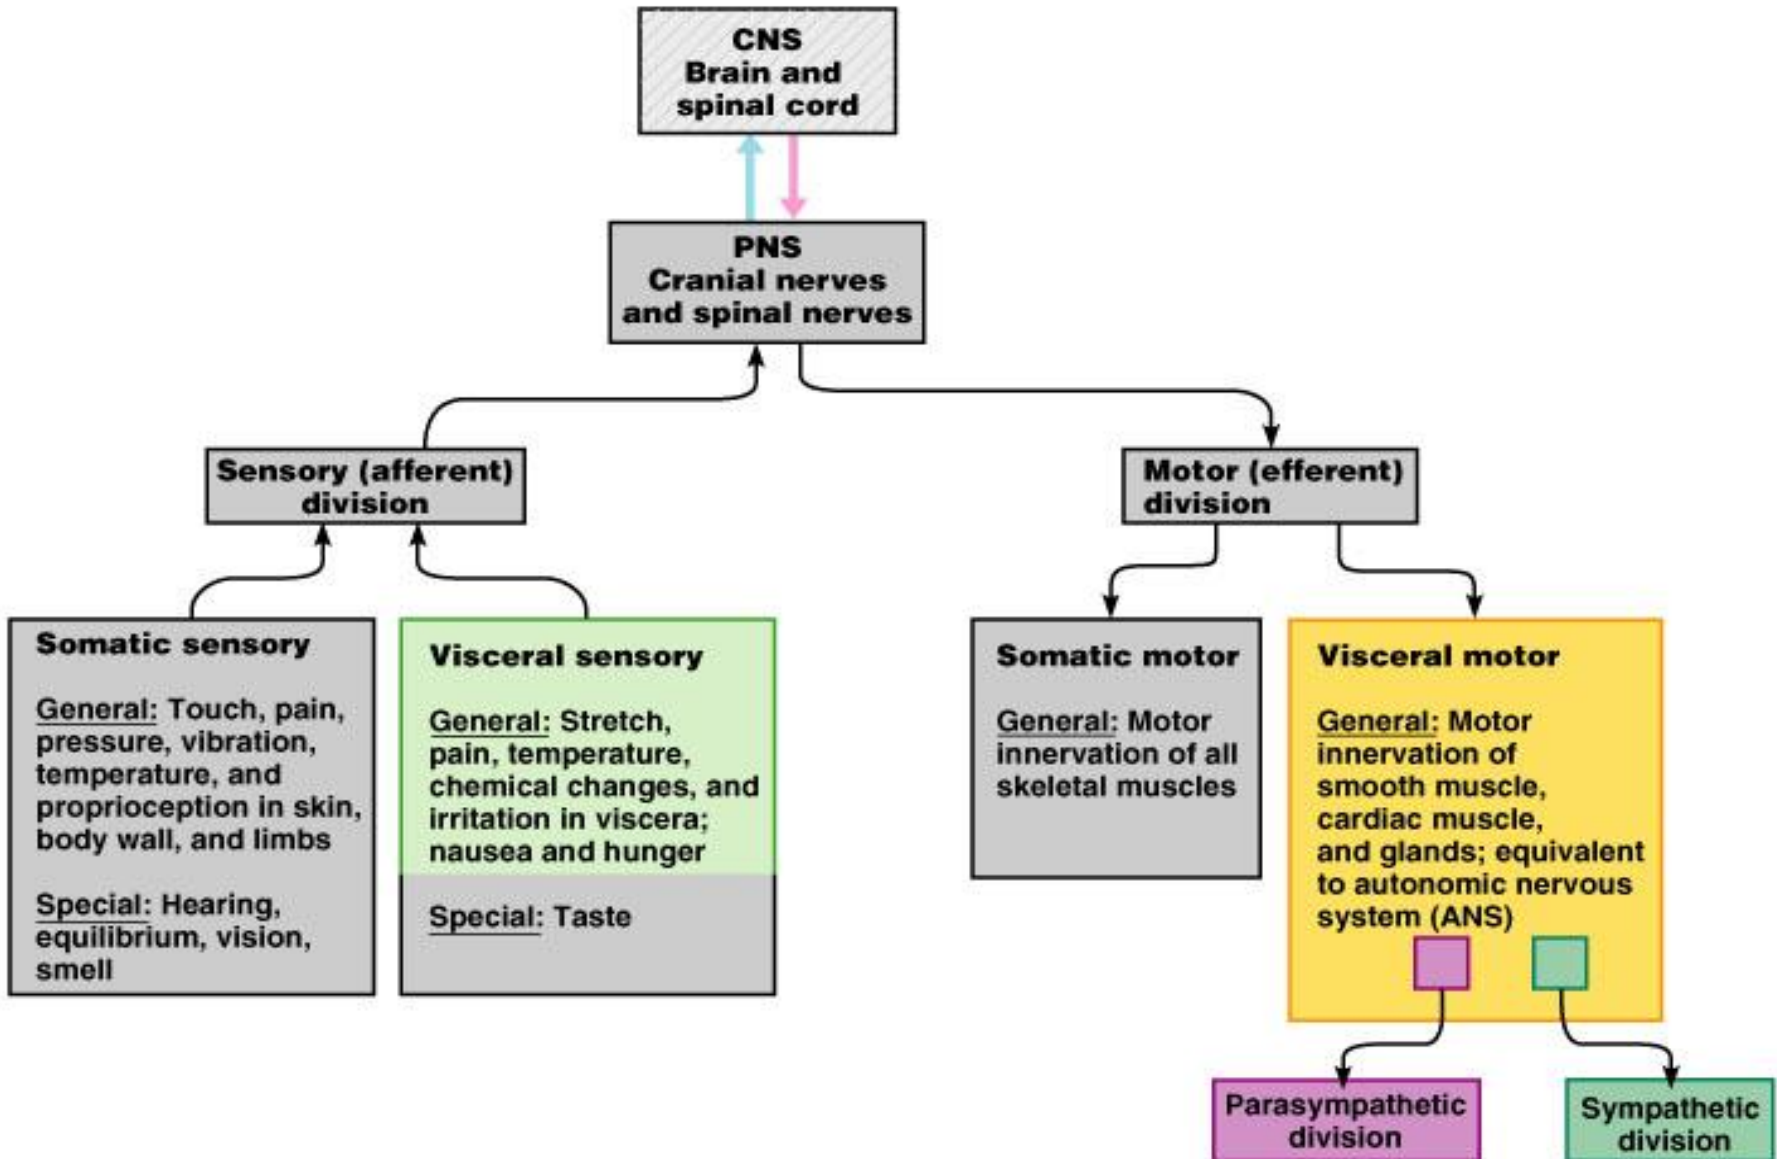 CNS
Brain and
spinal cord
PNS
Cranial nerves
and spinal nerves
Sensory (afferent)
division
Motor (efferent)
division
Somatic sensory
General: Touch, pain,
pressure, vibration,
temperature, and
proprioception in skin,
body wall, and limbs
Special: Hearing,
equilibrium, vision,
smell
Visceral sensory
General: Stretch,
pain, temperature,
chemical changes, and
irritation in viscera;
nausea and hunger
Special: Taste
Somatic motor
General: Motor
innervation of all
skeletal muscles
Visceral motor
General: Motor
innervation of
smooth muscle,
cardiac muscle,
and glands; equivalent
to autonomic nervous
system (ANS)
Parasympathetic
division
Sympathetic
division